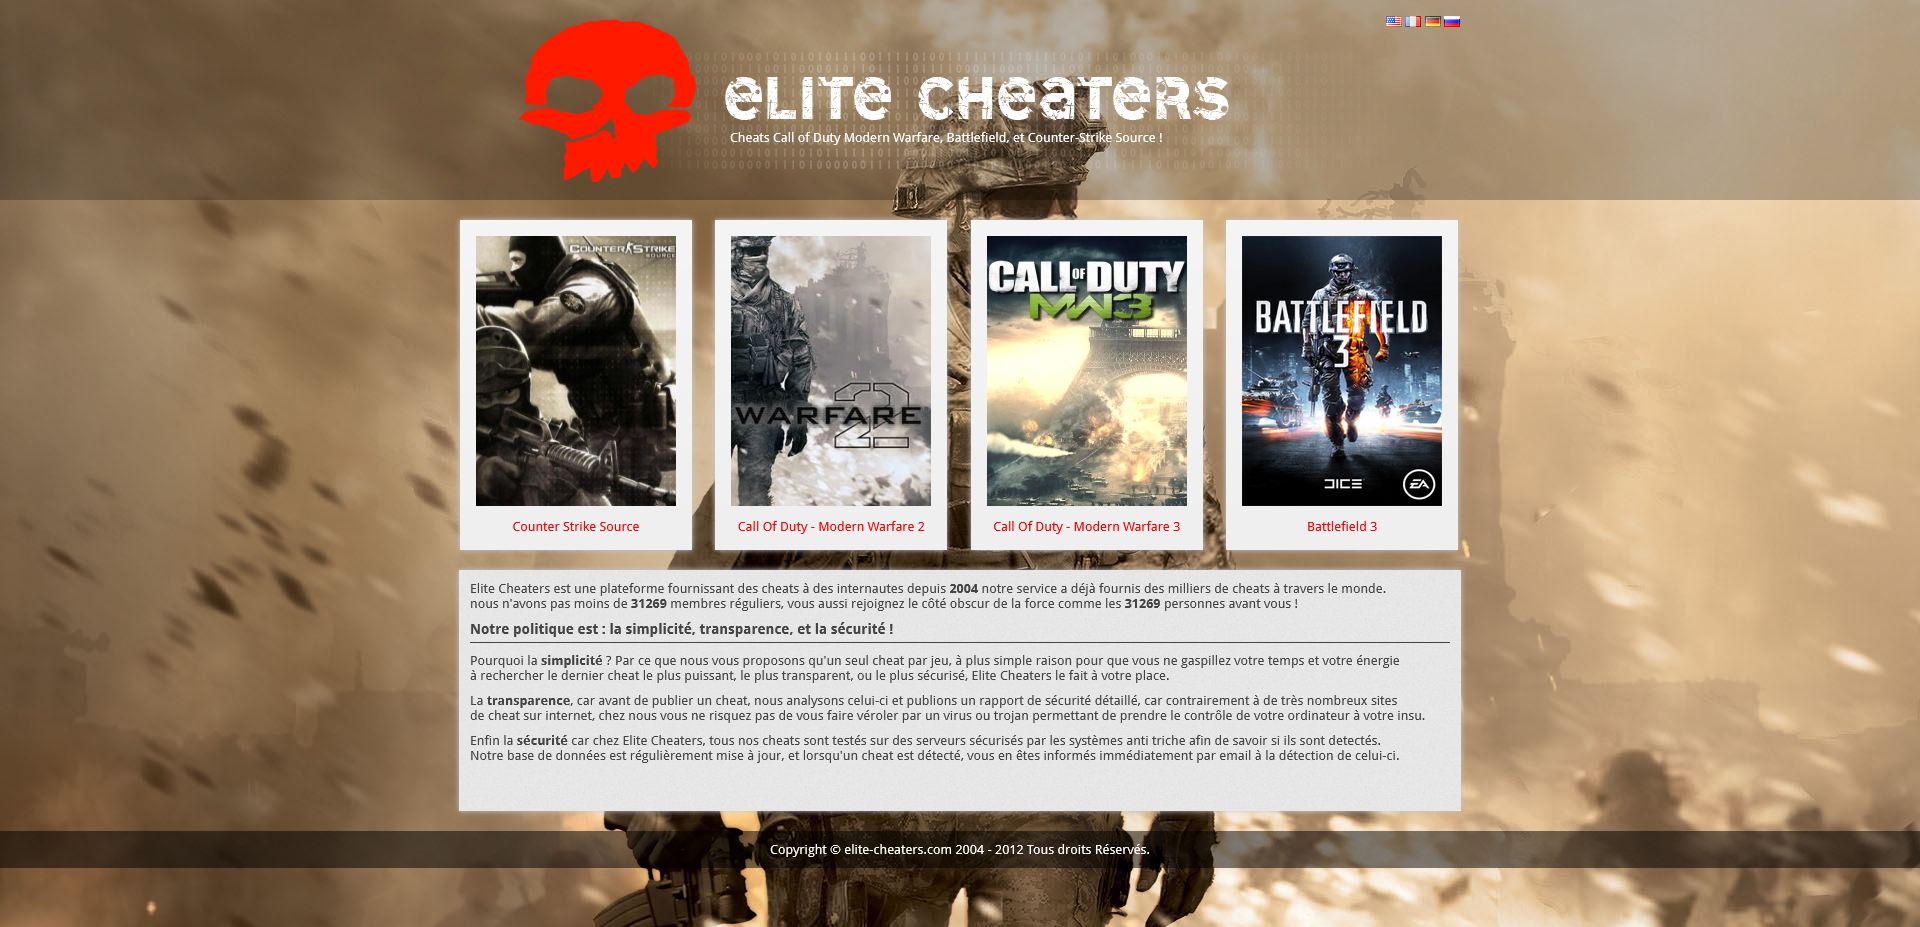 eLITe cHeaTeRS
Cheats Call of Duty Modern Warfare, Battlefield, et Counter-Strike Source !
COUNTER STRIKE
SOURCE
WARFARE
2
CALL OF DUTY
MW3
BATTLEFIELD
3
DICE
EA
Counter Strike Source
Call Of Duty - Modern Warfare 2
Call Of Duty - Modern Warfare 3
Battlefield 3
Elite Cheaters est une plateforme fournissant des cheats à des internautes depuis 2004 notre service a déjà fournis des milliers de cheats à travers le monde.
nous n'avons pas moins de 31269 membres réguliers, vous aussi rejoignez le côté obscur de la force comme les 31269 personnes avant vous !
Notre politique est : la simplicité, transparence, et la sécurité !
Pourquoi la simplicité ? Par ce que nous vous proposons qu'un seul cheat par jeu, à plus simple raison pour que vous ne gaspillez votre temps et votre énergie
à rechercher le dernier cheat le plus puissant, le plus transparent, ou le plus sécurisé, Elite Cheaters le fait à votre place.
La transparence, car avant de publier un cheat, nous analysons celui-ci et publions un rapport de sécurité détaillé, car contrairement à de très nombreux sites
de cheat sur internet, chez nous vous ne risquez pas de vous faire véroler par un virus ou trojan permettant de prendre le contrôle de votre ordinateur à votre insu.
Enfin la sécurité car chez Elite Cheaters, tous nos cheats sont testés sur des serveurs sécurisés par les systèmes anti triche afin de savoir si ils sont detectés.
Notre base de données est régulièrement mise à jour, et lorsqu'un cheat est détecté, vous en êtes informés immédiatement par email à la détection de celui-ci.
Copyright © elite-cheaters.com 2004 - 2012 Tous droits Réservés.